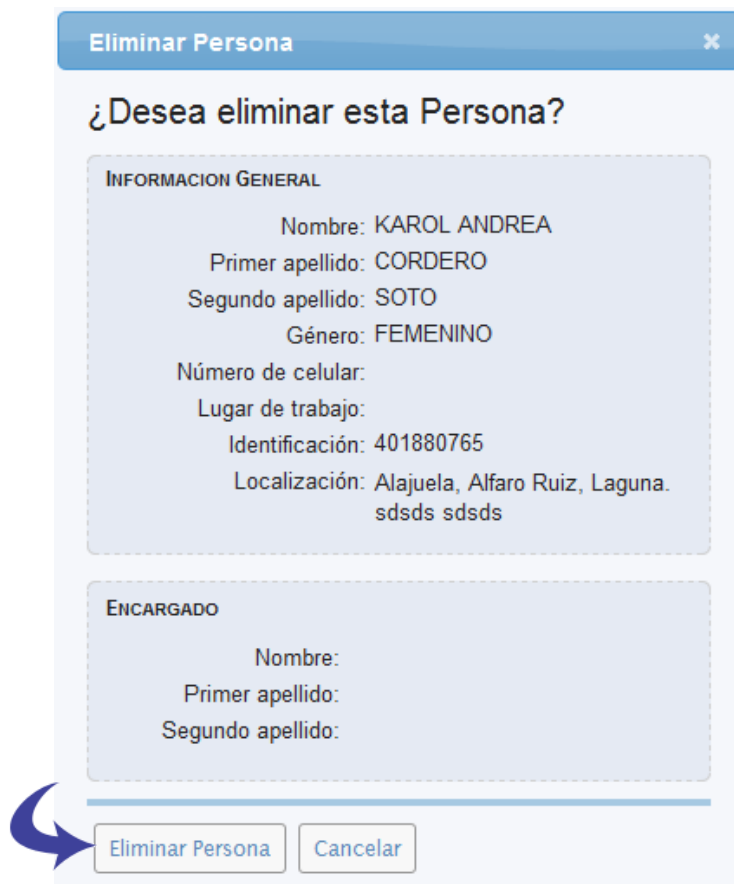 Eliminar Persona
¿Desea eliminar esta Persona?
INFORMACION GENERAL
Nombre: KAROL ANDREA
Primer apellido: CORDERO
Segundo apellido: SOTO
Género: FEMENINO
Número de celular:
Lugar de trabajo:
Identificación: 401880765
Localización: Alajuela, Alfaro Ruiz, Laguna.
sdsds sdsds
ENCARGADO
Nombre:
Primer apellido:
Segundo apellido:
Eliminar Persona Cancelar